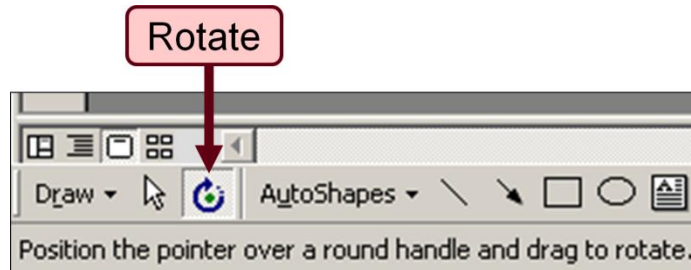 Rotate
Draw AutoShapes
Position the pointer over a round handle and drag to rotate.